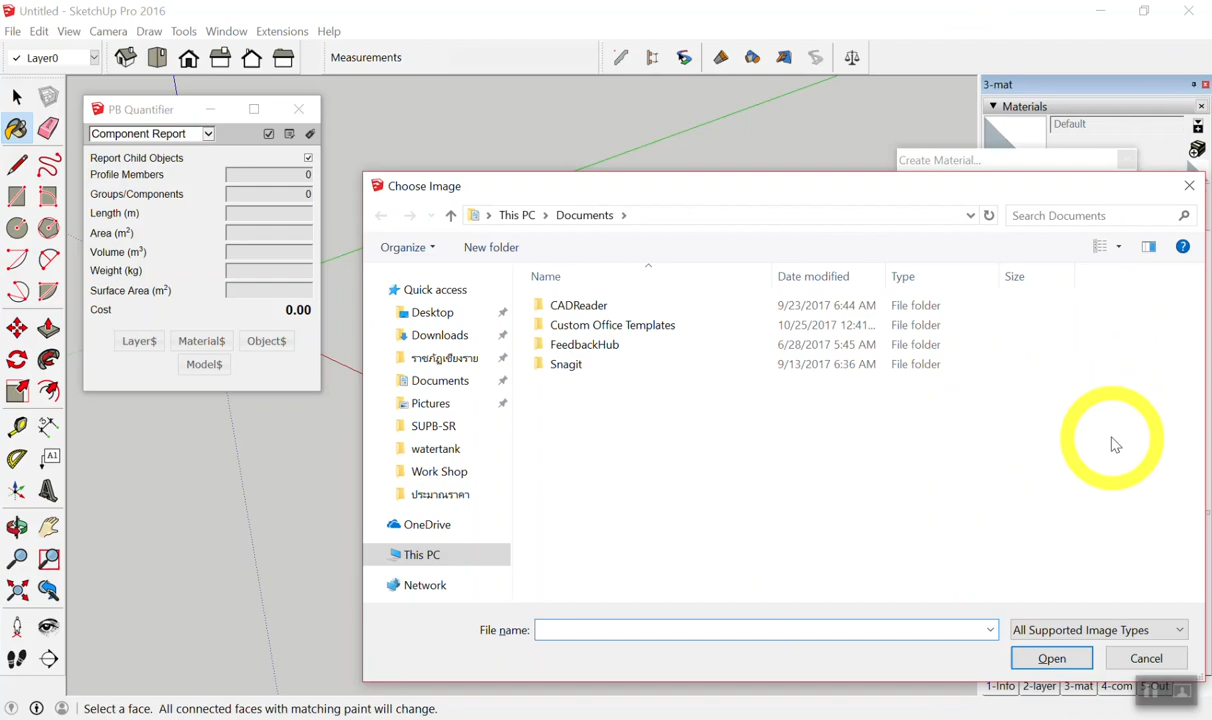 Untitled - SketchUp Pro 2016
File Edit View Camera Draw Tools Window Extensions Help
Layer0
Measurements
3-mat
Materials
Default
Create Material...
PB Quantifier
Component Report
Report Child Objects
Profile Members 0
Groups/Components 0
Length (m)
Area (m²)
Volume (m³)
Weight (kg)
Surface Area (m²)
Cost 0.00
Layer$ Material$ Object$
Model$
Choose Image
This PC Documents
Search Documents
Organize New folder
Name Date modified Type Size
Quick access
Desktop
Downloads
ราชภัฏเชียงราย
Documents
Pictures
SUPB-SR
watertank
Work Shop
ประมาณราคา
OneDrive
This PC
Network
CADReader 9/23/2017 6:44 AM File folder
Custom Office Templates 10/25/2017 12:41... File folder
FeedbackHub 6/28/2017 5:45 AM File folder
Snagit 9/13/2017 6:36 AM File folder
File name:
All Supported Image Types
Open Cancel
1-Info 2-layer 3-mat 4-com 5-Out
A1
Select a face. All connected faces with matching paint will change.